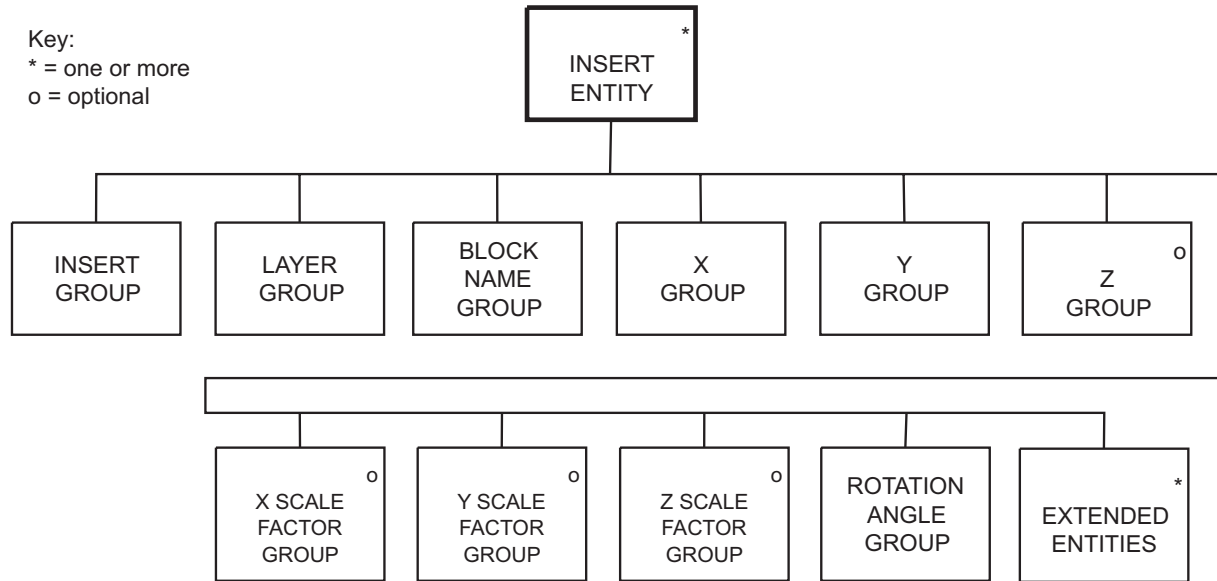 Key:
* = one or more
o = optional
*
INSERT
ENTITY
INSERT
GROUP
LAYER
GROUP
BLOCK
NAME
GROUP
X
GROUP
Y
GROUP
o
Z
GROUP
o
X SCALE
FACTOR
GROUP
o
Y SCALE
FACTOR
GROUP
o
Z SCALE
FACTOR
GROUP
ROTATION
ANGLE
GROUP
*
EXTENDED
ENTITIES